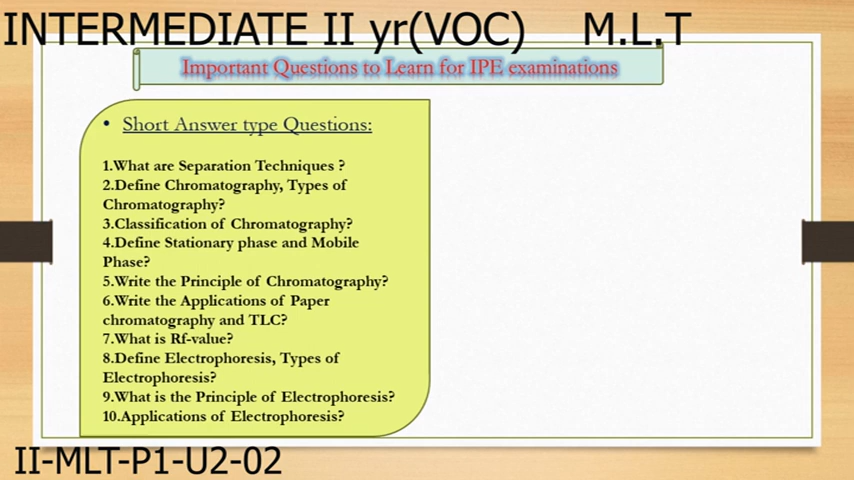 INTERMEDIATE II yr(VOC) M.L.T
Important Questions to Learn for IPE examinations
• Short Answer type Questions:
1.What are Separation Techniques ?
2.Define Chromatography, Types of
Chromatography?
3.Classification of Chromatography?
4.Define Stationary phase and Mobile
Phase?
5.Write the Principle of Chromatography?
6.Write the Applications of Paper
chromatography and TLC?
7.What is Rf-value?
8.Define Electrophoresis, Types of
Electrophoresis?
9.What is the Principle of Electrophoresis?
10.Applications of Electrophoresis?
II-MLT-P1-U2-02